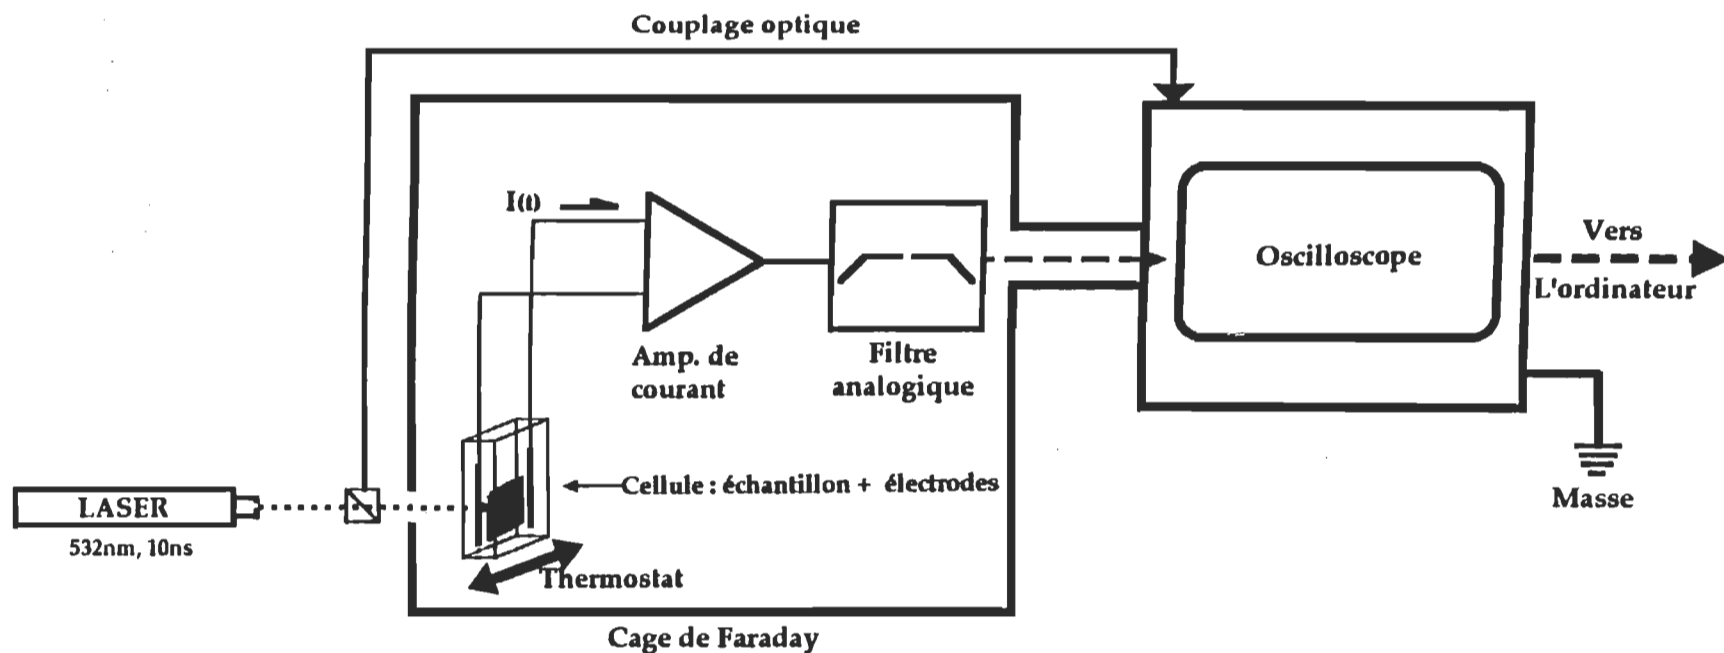 Couplage optique
I(t)
Amp. de
courant
Filtre
analogique
Oscilloscope
Vers
L'ordinateur
Masse
Cellule : échantillon + électrodes
LASER
532nm, 10ns
Thermostat
Cage de Faraday